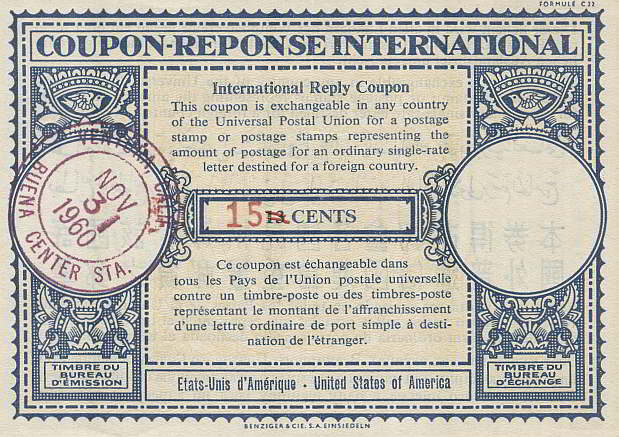 FORMULE C22
COUPON-REPONSE INTERNATIONAL
International Reply Coupon
This coupon is exchangeable in any country
of the Universal Postal Union for a postage
stamp or postage stamps representing the
amount of postage for an ordinary single-rate
letter destined for a foreign country.
15 13 CENTS
VENTURA, CALIF.
NOV
31
1960
BUENA CENTER STA.
Ce coupon est échangeable dans
tous les Pays de l'Union postale universelle
contre un timbre-poste ou des timbres-poste
représentant le montant de l'affranchissement
d'une lettre ordinaire de port simple à desti-
nation de l'étranger.
TIMBRE DU
BUREAU
D'ÉMISSION
TIMBRE DU
BUREAU
D'ÉCHANGE
Etats-Unis d'Amérique - United States of America
BENZIGER & CIE. S.A. EINSIEDELN